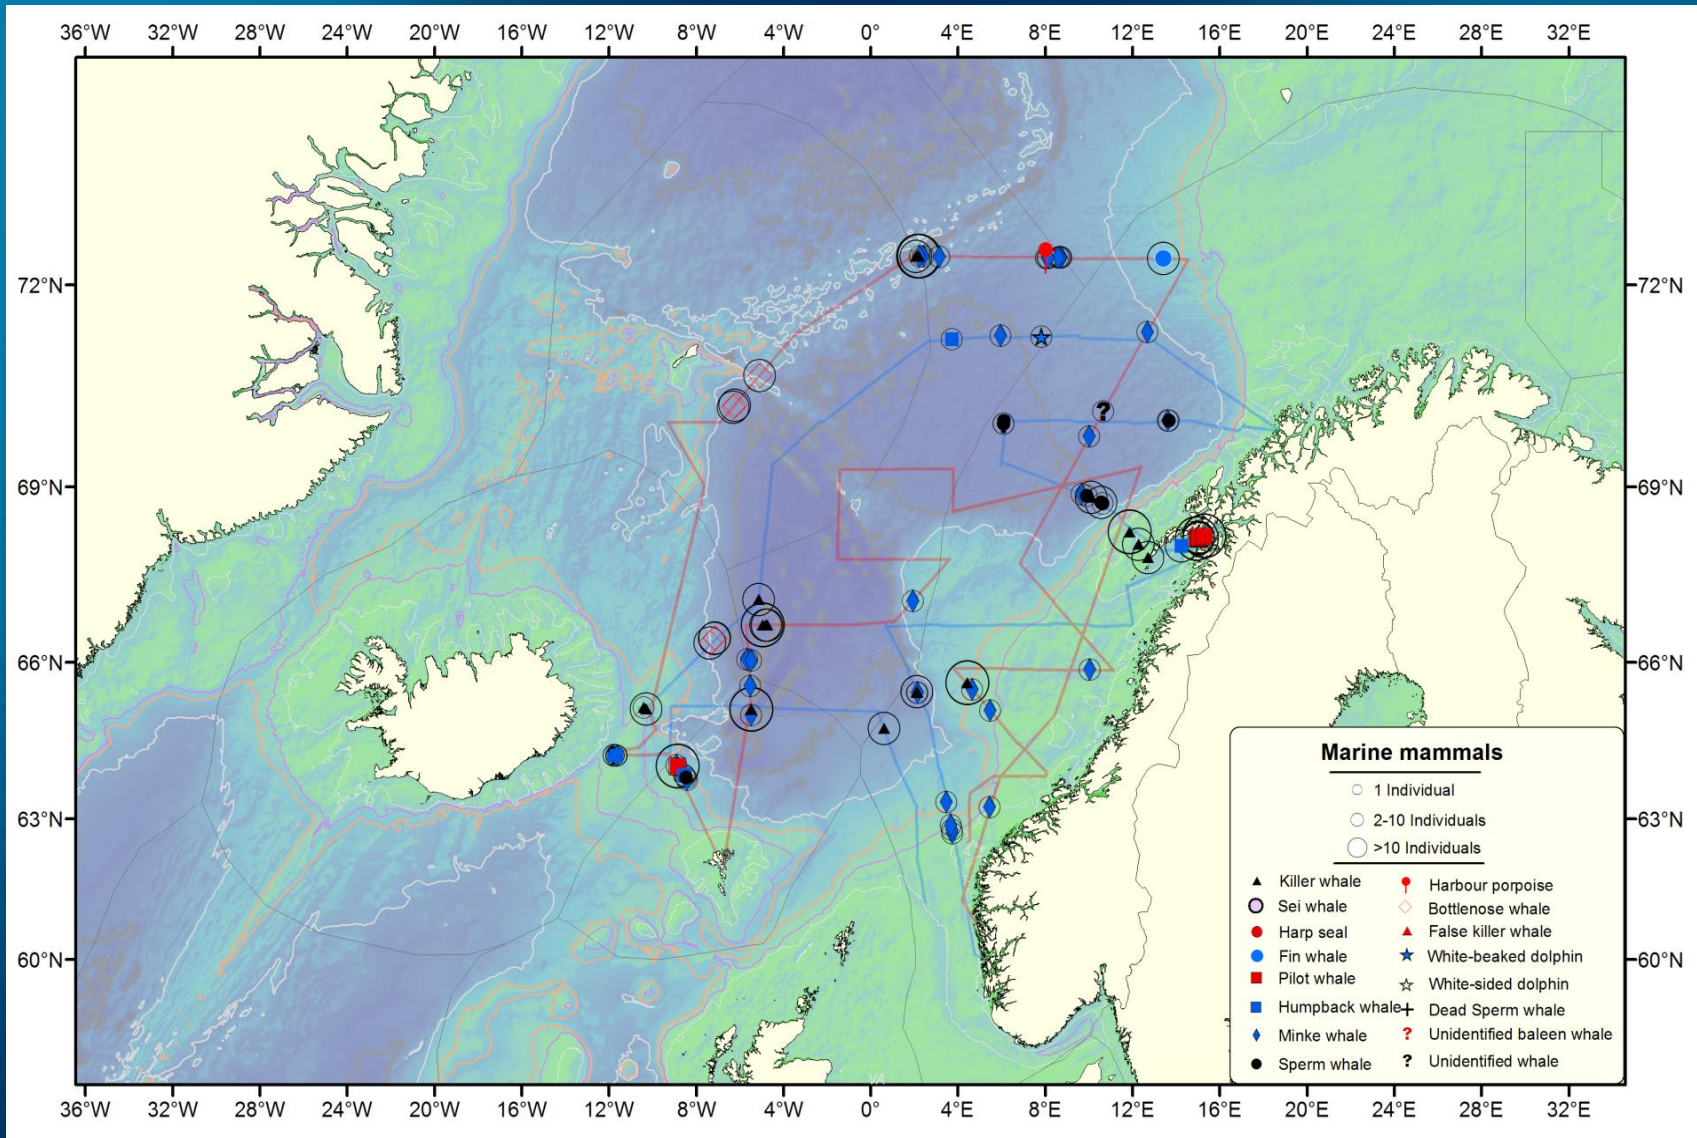 36°W 32°W 28°W 24°W 20°W 16°W 12°W 8°W 4°W 0° 4°E 8°E 12°E 16°E 20°E 24°E 28°E 32°E
72°N 72°N
?
69°N 69°N
66°N 66°N
63°N 63°N
60°N 60°N
Marine mammals
1 Individual
2-10 Individuals
>10 Individuals
Killer whale
Sei whale
Harp seal
Fin whale
Pilot whale
Humpback whale
Minke whale
Sperm whale
Harbour porpoise
Bottlenose whale
False killer whale
White-beaked dolphin
White-sided dolphin
Dead Sperm whale
? Unidentified baleen whale
? Unidentified whale
36°W 32°W 28°W 24°W 20°W 16°W 12°W 8°W 4°W 0° 4°E 8°E 12°E 16°E 20°E 24°E 28°E 32°E